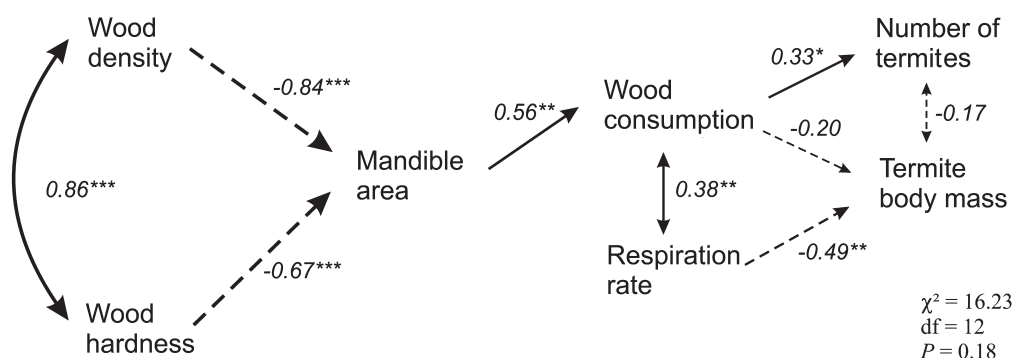 Wood
density
-0.84***
0.86***
Wood
hardness
-0.67***
Mandible
area
0.56**
Wood
consumption
0.33*
Number of
termites
-0.17
-0.20
Termite
body mass
0.38**
Respiration
rate
-0.49**
χ² = 16.23
df = 12
P = 0.18